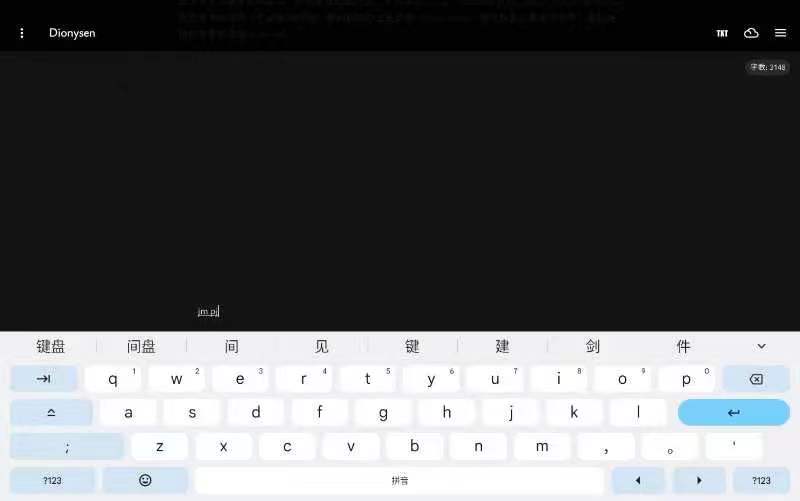 Dionysen
TXT
字数: 2148
jm pj
键盘 间盘 间 见 键 建 剑 件
q 1 w 2 e 3 r 4 t 5 y 6 u 7 i 8 o 9 p 0
a s d f g h j k l
; z x c v b n m , 。 '
?123 拼音 ?123